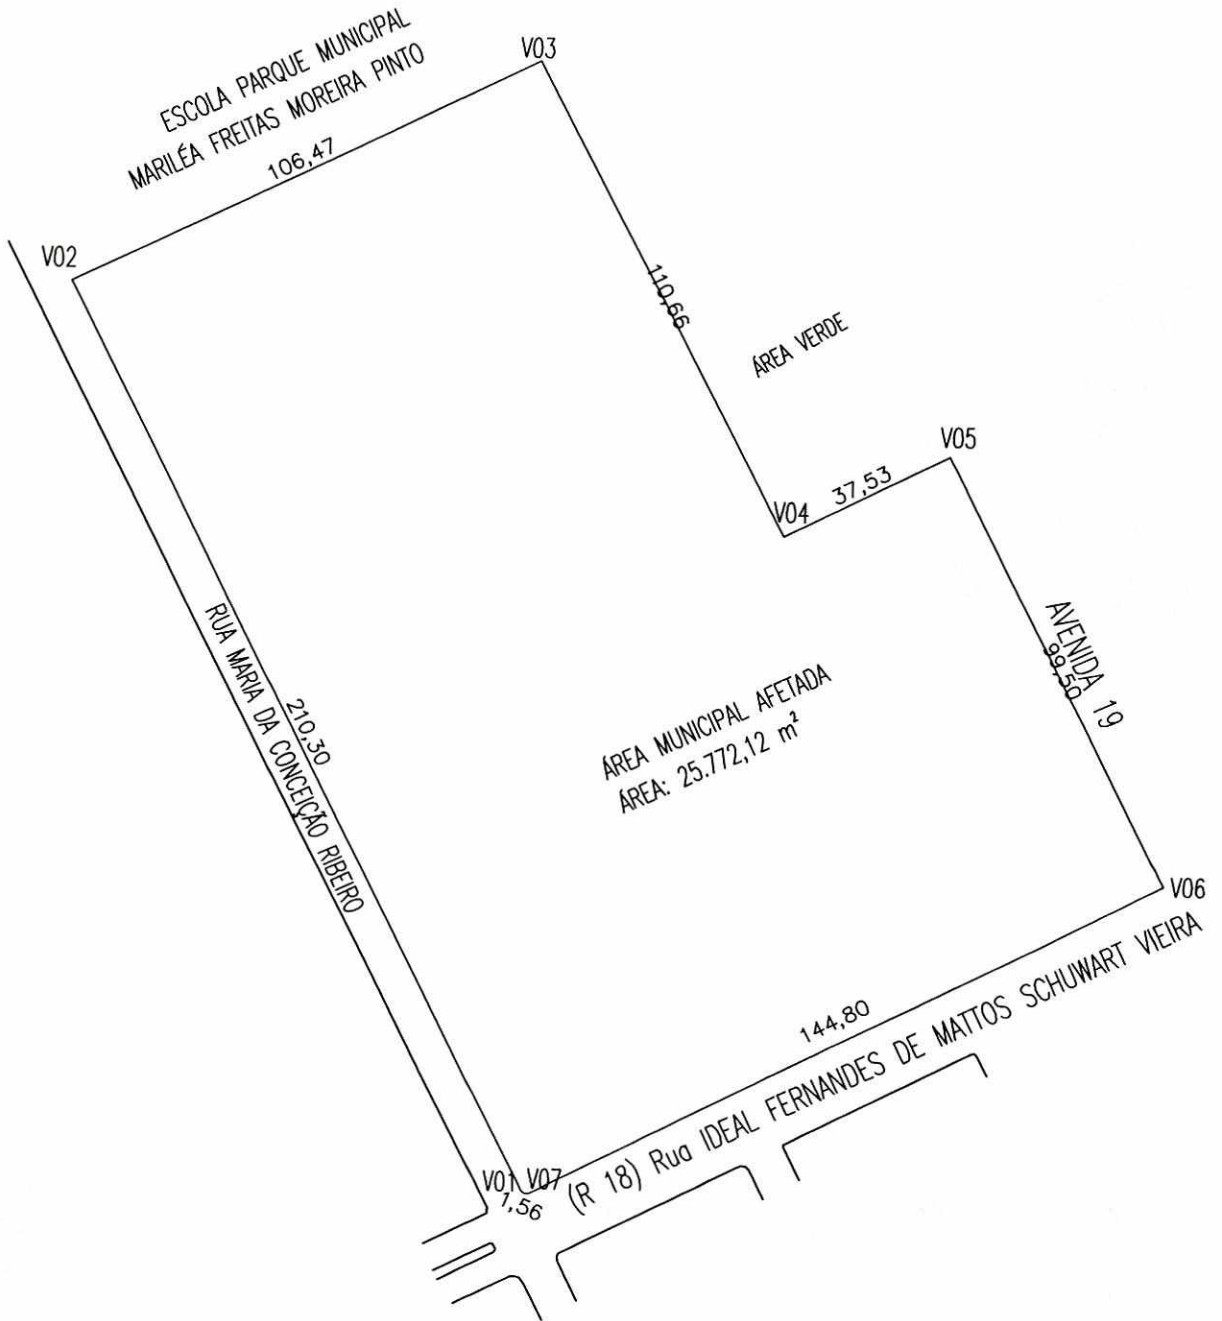 ESCOLA PARQUE MUNICIPAL
MARILÉA FREITAS MOREIRA PINTO
V03
106,47
V02
110,66
ÁREA VERDE
V05
37,53
V04
AVENIDA 19
99,50
RUA MARIA DA CONCEIÇÃO RIBEIRO
210,30
ÁREA MUNICIPAL AFETADA
ÁREA: 25.772,12 m²
V06
144,80
(R 18) Rua IDEAL FERNANDES DE MATTOS SCHUWART VIEIRA
V01 V07
1,56